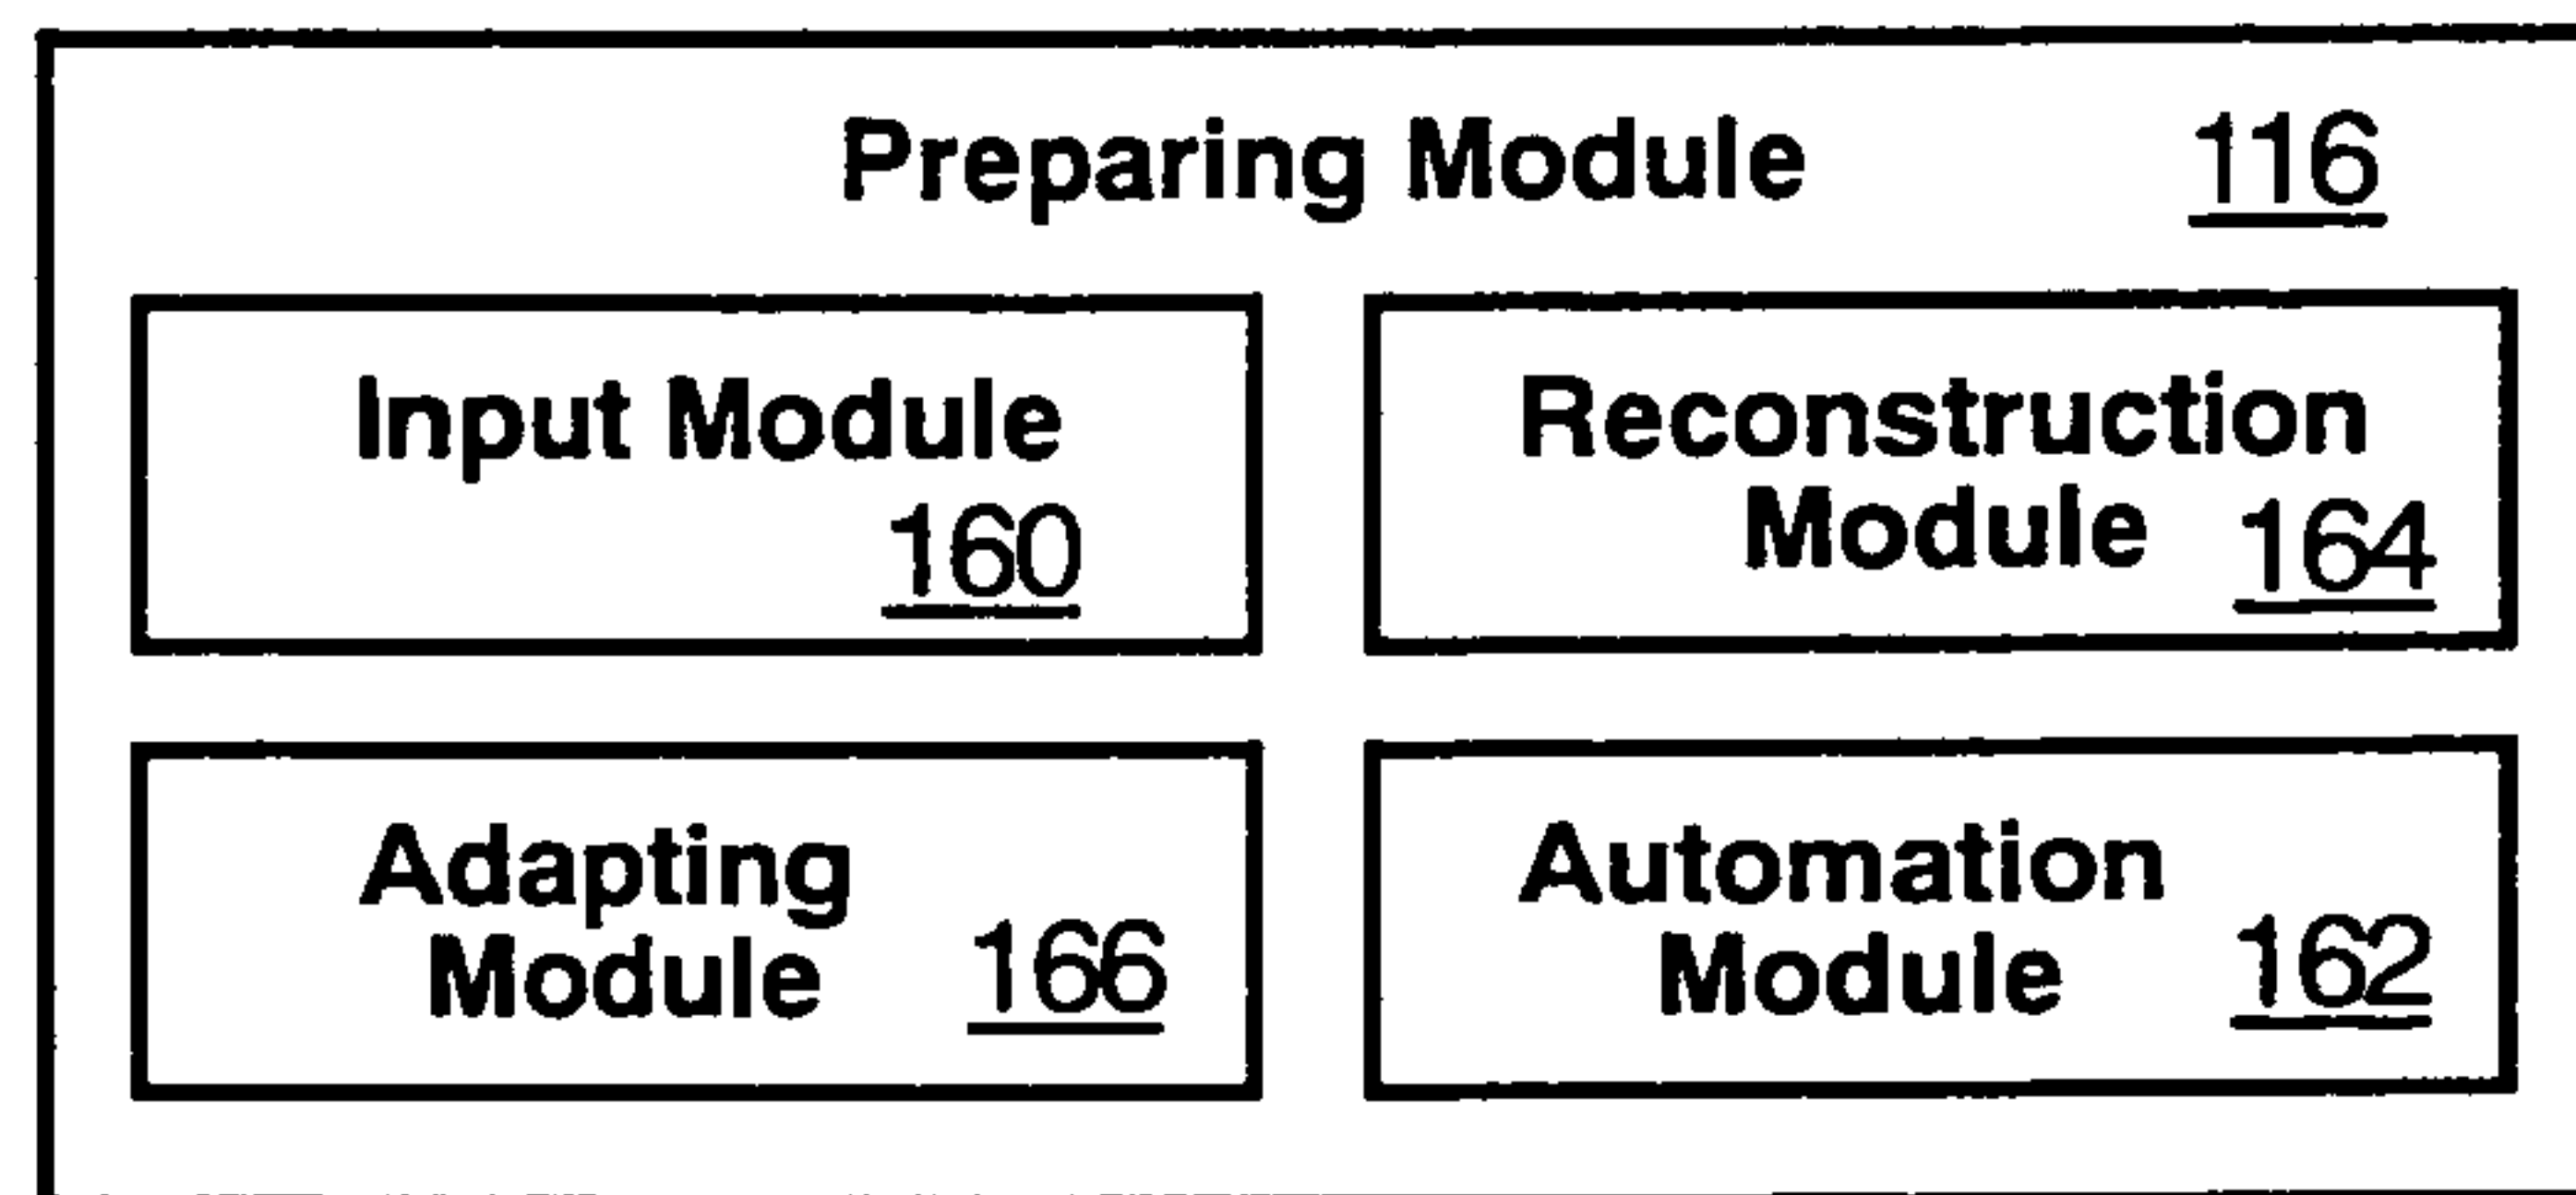 Preparing Module 116
Input Module
160
Reconstruction
Module 164
Adapting
Module 166
Automation
Module 162